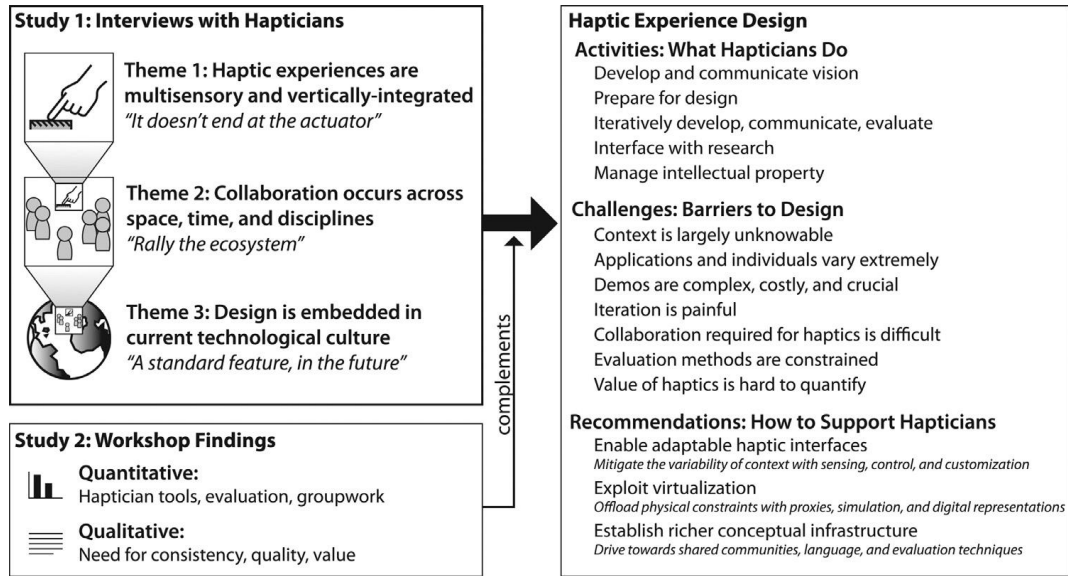 Study 1: Interviews with Hapticians
Theme 1: Haptic experiences are
multisensory and vertically-integrated
"It doesn't end at the actuator"
Theme 2: Collaboration occurs across
space, time, and disciplines
"Rally the ecosystem"
Theme 3: Design is embedded in
current technological culture
"A standard feature, in the future"
Study 2: Workshop Findings
Quantitative:
Haptician tools, evaluation, groupwork
Qualitative:
Need for consistency, quality, value
complements
Haptic Experience Design
Activities: What Hapticians Do
Develop and communicate vision
Prepare for design
Iteratively develop, communicate, evaluate
Interface with research
Manage intellectual property
Challenges: Barriers to Design
Context is largely unknowable
Applications and individuals vary extremely
Demos are complex, costly, and crucial
Iteration is painful
Collaboration required for haptics is difficult
Evaluation methods are constrained
Value of haptics is hard to quantify
Recommendations: How to Support Hapticians
Enable adaptable haptic interfaces
Mitigate the variability of context with sensing, control, and customization
Exploit virtualization
Offload physical constraints with proxies, simulation, and digital representations
Establish richer conceptual infrastructure
Drive towards shared communities, language, and evaluation techniques